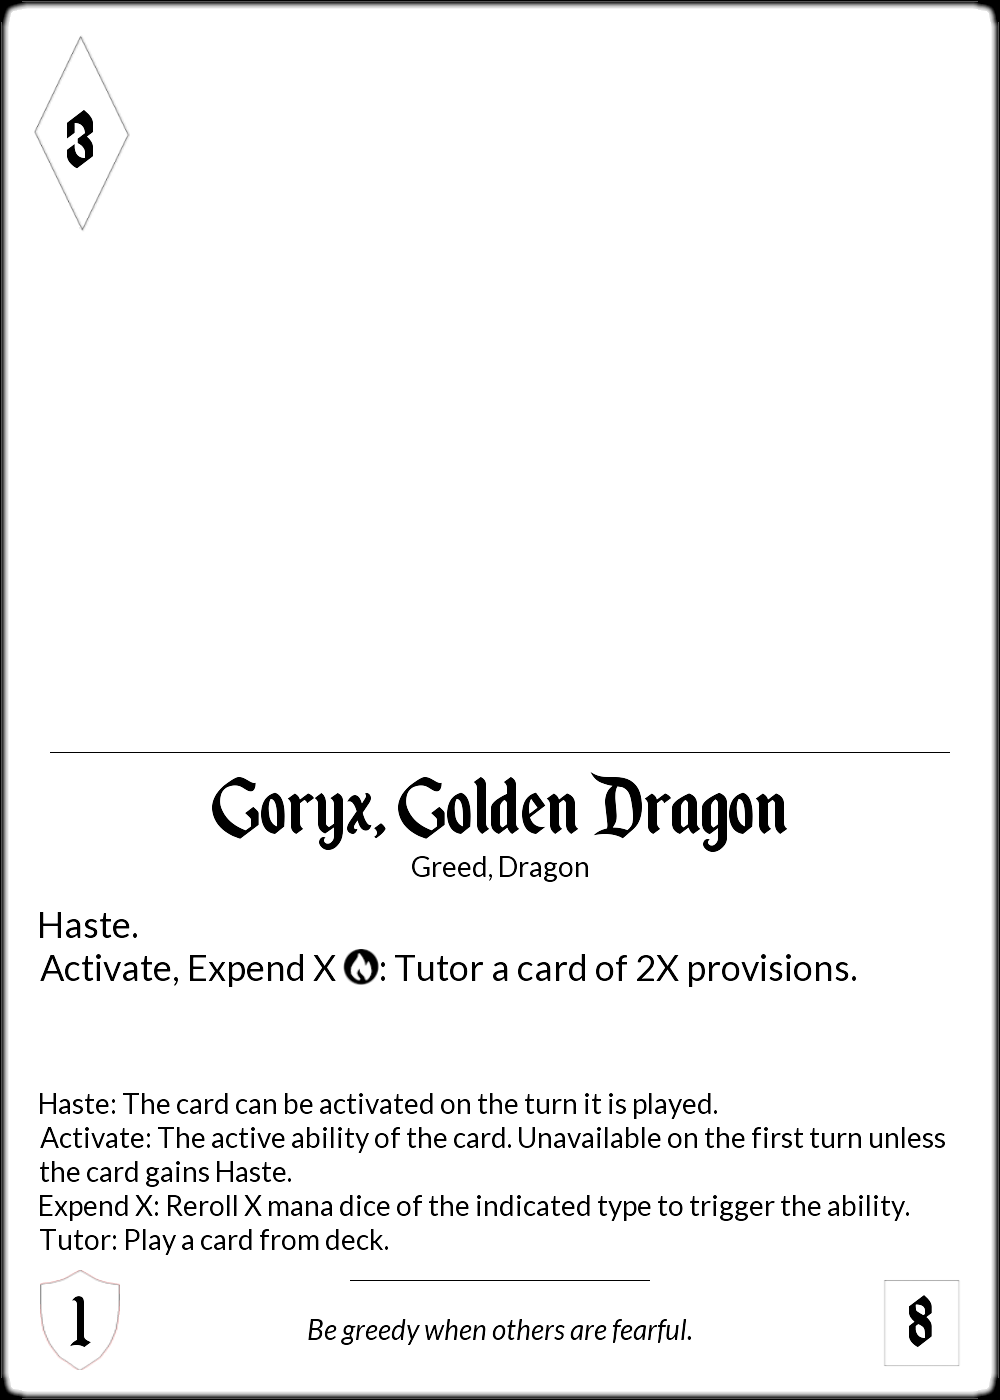 3
Goryx, Golden Dragon
Greed, Dragon
Haste.
Activate, Expend X : Tutor a card of 2X provisions.
Haste: The card can be activated on the turn it is played.
Activate: The active ability of the card. Unavailable on the first turn unless
the card gains Haste.
Expend X: Reroll X mana dice of the indicated type to trigger the ability.
Tutor: Play a card from deck.
1
Be greedy when others are fearful.
8